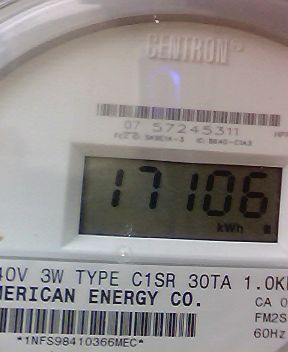 CENTRON
07 57245311
17106
kWh
40V 3W TYPE C1SR 30TA 1.0K
MERICAN ENERGY CO.
CA 0
FM2S
60Hz
*1NFS98410366MEC*